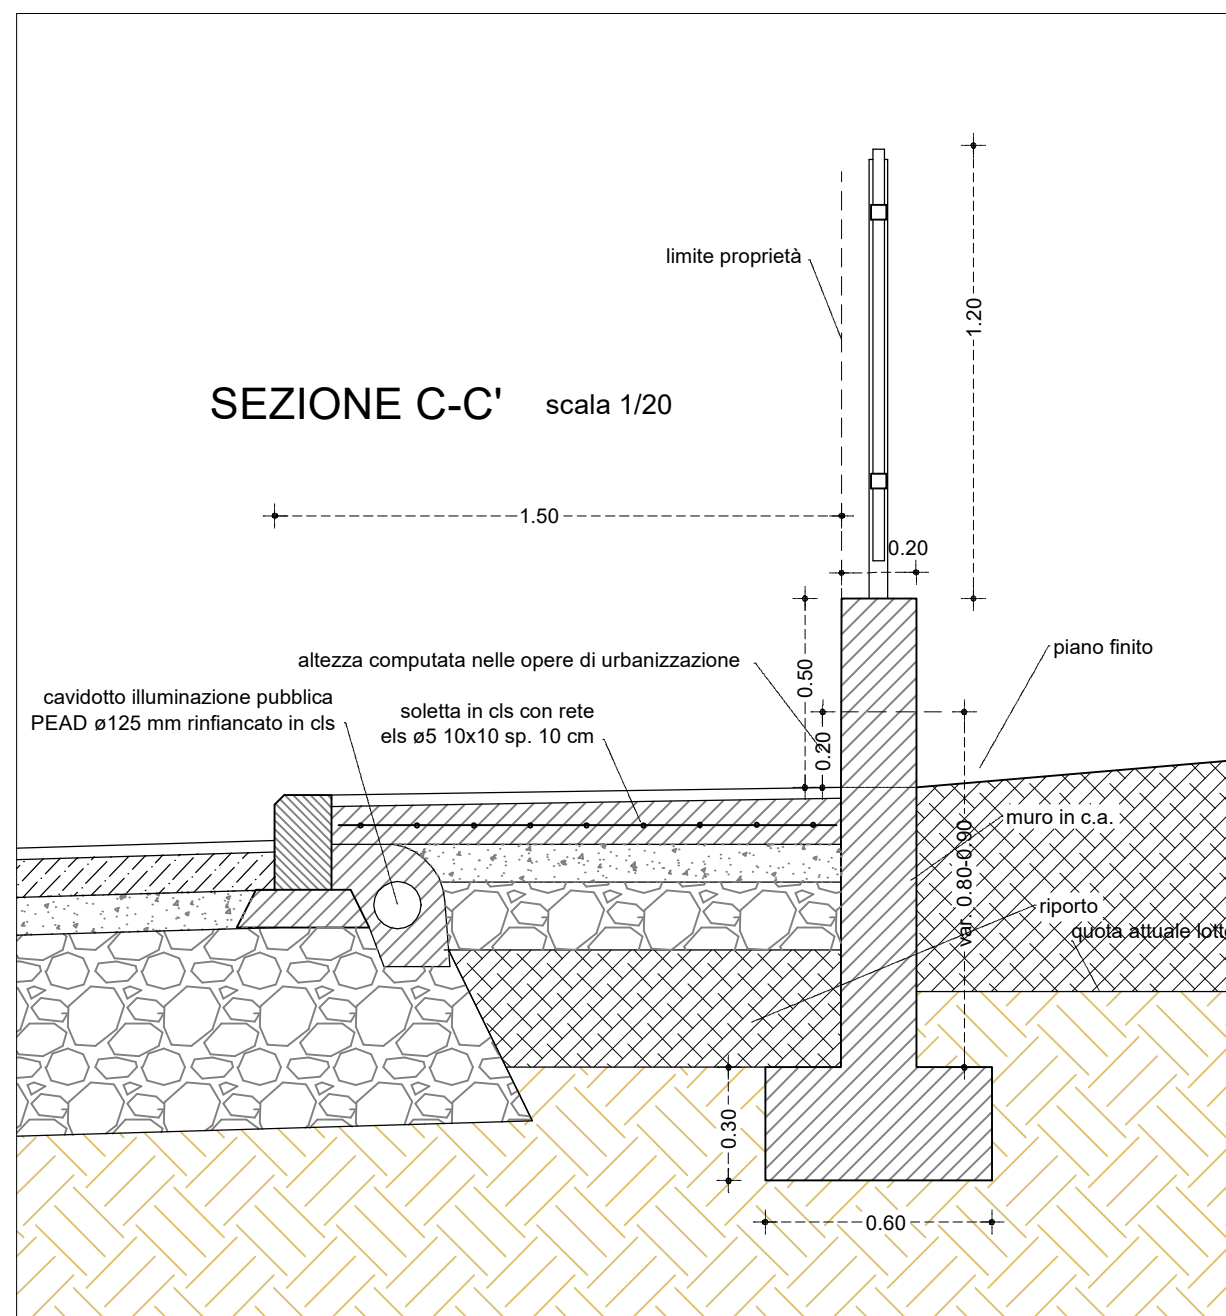 1.20
limite proprietà
SEZIONE C-C' scala 1/20
1.50
0.20
altezza computata nelle opere di urbanizzazione
0.50
piano finito
cavidotto illuminazione pubblica
PEAD ø125 mm rinfiancato in cls
soletta in cls con rete
els ø5 10x10 sp. 10 cm
0.20
muro in c.a.
var. 0.80-0.90
riporto
quota attuale lotto
0.30
0.60